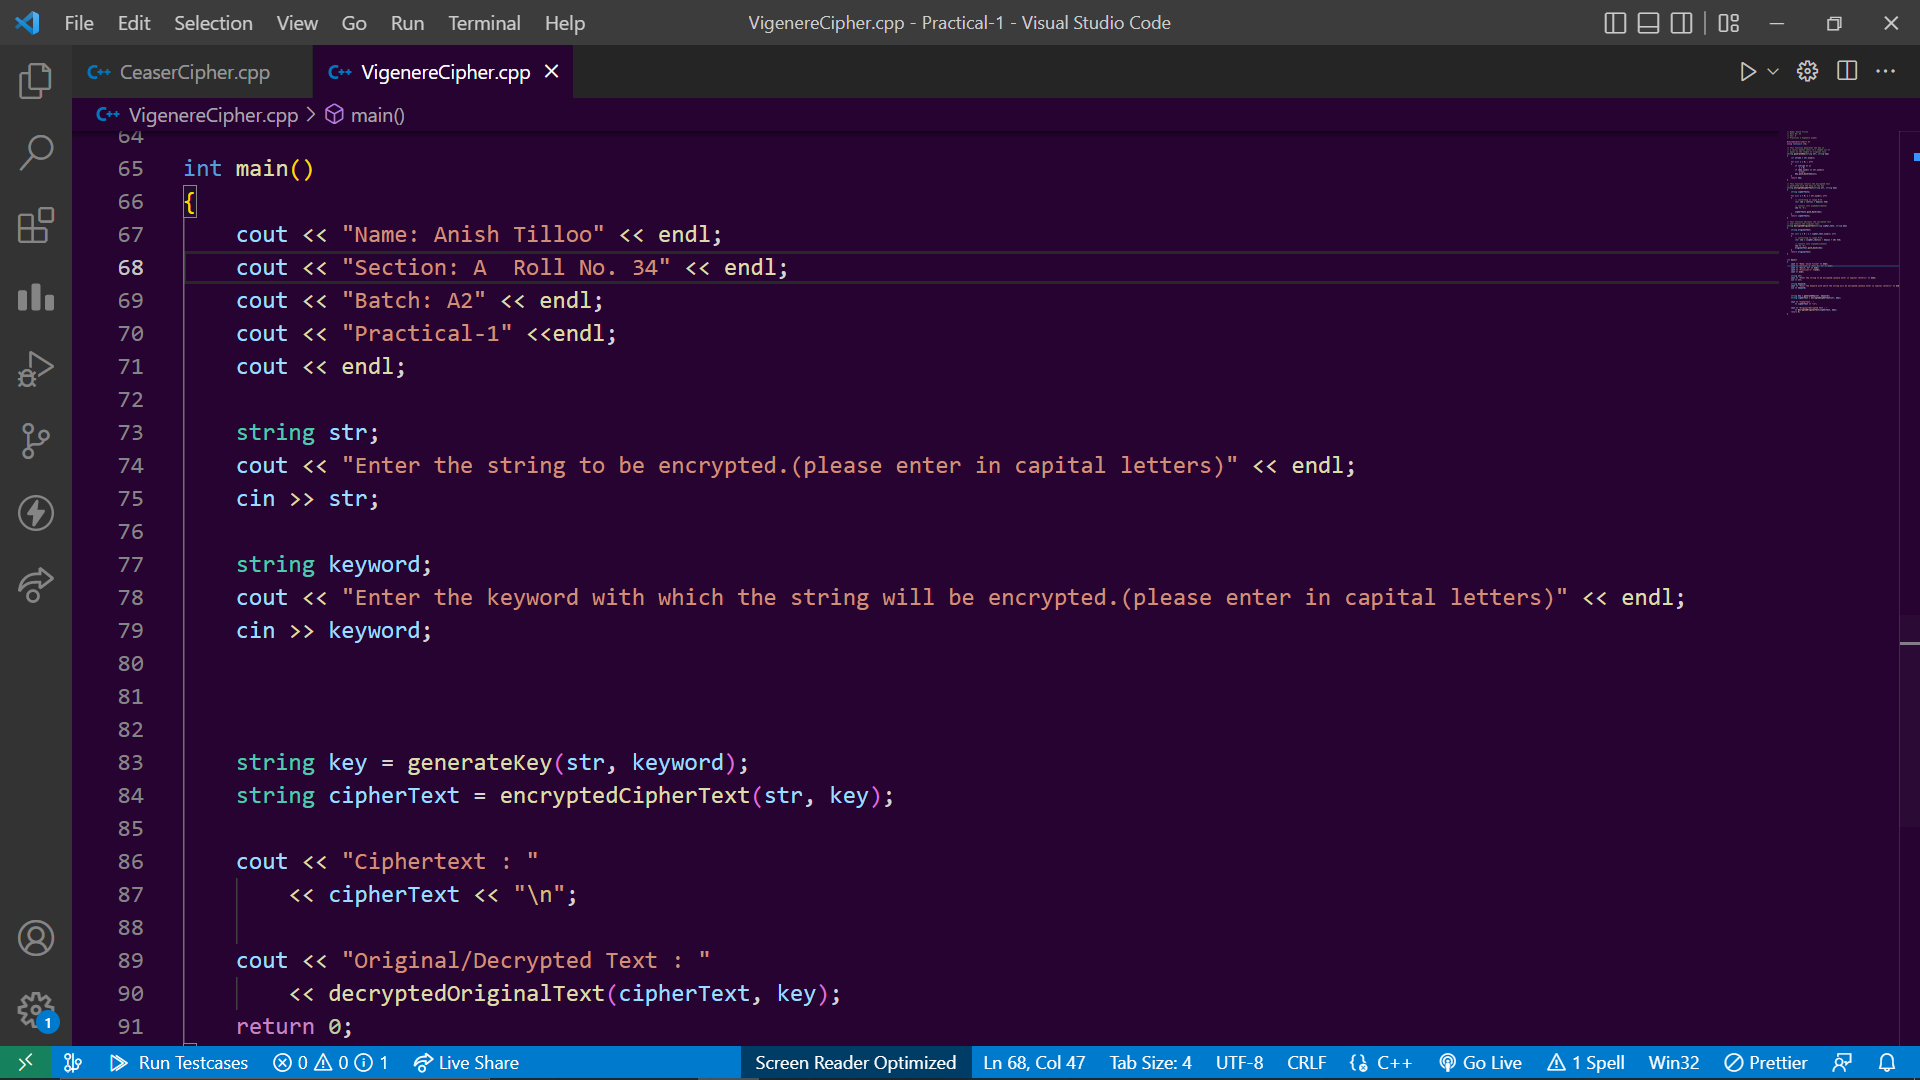 File Edit Selection View Go Run Terminal Help VigenereCipher.cpp - Practical-1 - Visual Studio Code
C++ CeaserCipher.cpp C++ VigenereCipher.cpp
C++ VigenereCipher.cpp > main()
64
65 int main()
66 {
67 cout << "Name: Anish Tilloo" << endl;
68 cout << "Section: A  Roll No. 34" << endl;
69 cout << "Batch: A2" << endl;
70 cout << "Practical-1" <<endl;
71 cout << endl;
72
73 string str;
74 cout << "Enter the string to be encrypted.(please enter in capital letters)" << endl;
75 cin >> str;
76
77 string keyword;
78 cout << "Enter the keyword with which the string will be encrypted.(please enter in capital letters)" << endl;
79 cin >> keyword;
80
81
82
83 string key = generateKey(str, keyword);
84 string cipherText = encryptedCipherText(str, key);
85
86 cout << "Ciphertext : "
87 << cipherText << "\n";
88
89 cout << "Original/Decrypted Text : "
90 << decryptedOriginalText(cipherText, key);
91 return 0;
1
Run Testcases 0 0 1 Live Share Screen Reader Optimized Ln 68, Col 47 Tab Size: 4 UTF-8 CRLF {} C++ Go Live 1 Spell Win32 Prettier